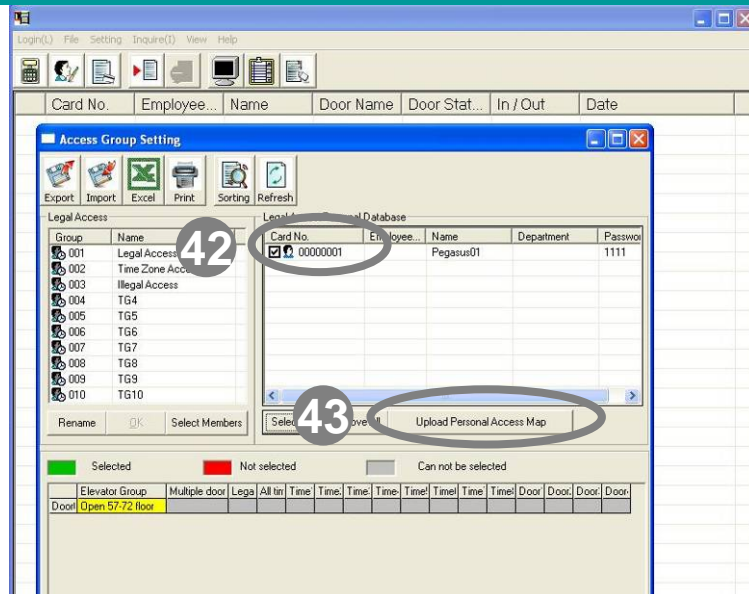 Login(L) File Setting Inquire(I) View Help
Card No. Employee... Name Door Name Door Stat... In / Out Date
Access Group Setting
Export Import Excel Print Sorting Refresh
Legal Access Database
Group Name Card No. Employee... Name Department Passwor
001 Legal Access 42 00000001 Pegasus01 1111
002 Time Zone Acc
003 Illegal Access
004 TG4
005 TG5
006 TG6
007 TG7
008 TG8
009 TG9
010 TG10
Rename OK Select Members 43 Upload Personal Access Map
Selected Not selected Can not be selected
Elevator Group Multiple door Lega All tin Time Time Time Time Time Time Time Time Door Door Door Door
Open 57-72 floor